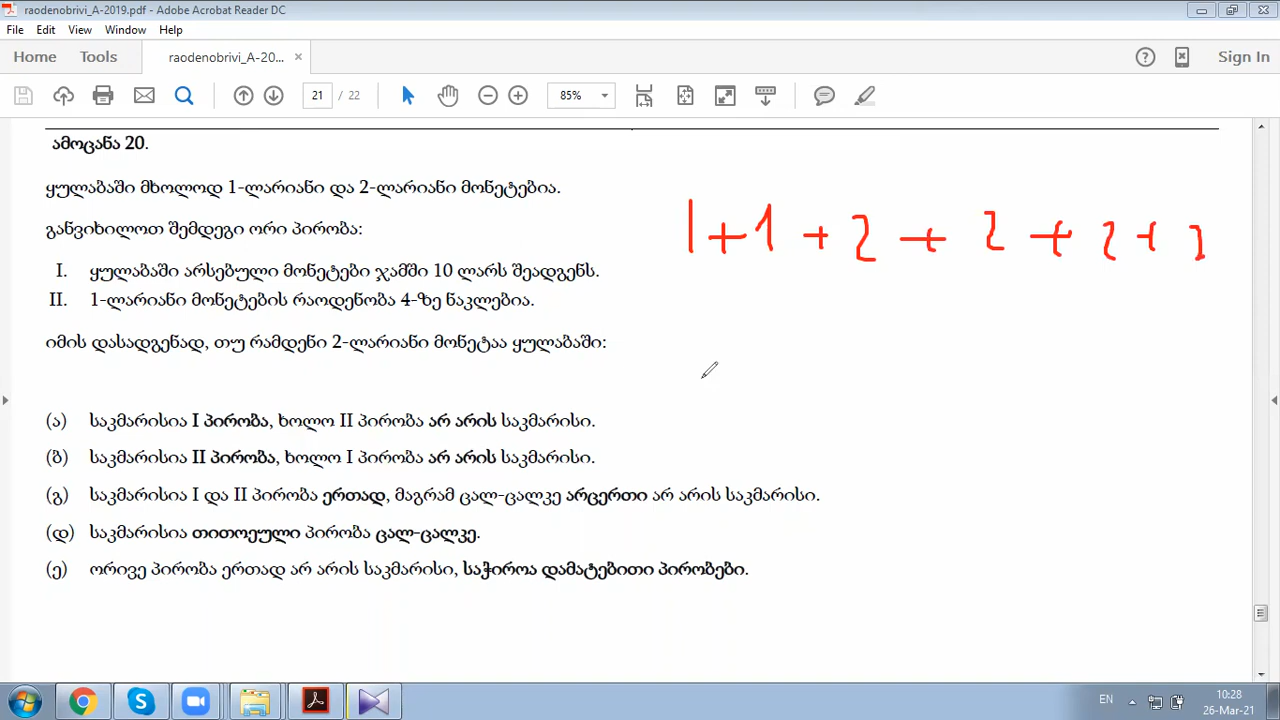 raodenobrivi_A-2019.pdf - Adobe Acrobat Reader DC
File Edit View Window Help
Home Tools raodenobrivi_A-20... × Sign In
21 / 22 85%
ამოცანა 20.
ყულაბაში მხოლოდ 1-ლარიანი და 2-ლარიანი მონეტებია.
1+1+2+2+2+2
განვიხილოთ შემდეგი ორი პირობა:
I. ყულაბაში არსებული მონეტები ჯამში 10 ლარს შეადგენს.
II. 1-ლარიანი მონეტების რაოდენობა 4-ზე ნაკლებია.
იმის დასადგენად, თუ რამდენი 2-ლარიანი მონეტაა ყულაბაში:
(ა) საკმარისია I პირობა, ხოლო II პირობა არ არის საკმარისი.
(ბ) საკმარისია II პირობა, ხოლო I პირობა არ არის საკმარისი.
(გ) საკმარისია I და II პირობა ერთად, მაგრამ ცალ-ცალკე არცერთი არ არის საკმარისი.
(დ) საკმარისია თითოეული პირობა ცალ-ცალკე.
(ე) ორივე პირობა ერთად არ არის საკმარისი, საჭიროა დამატებითი პირობები.
EN 10:28
26-Mar-21